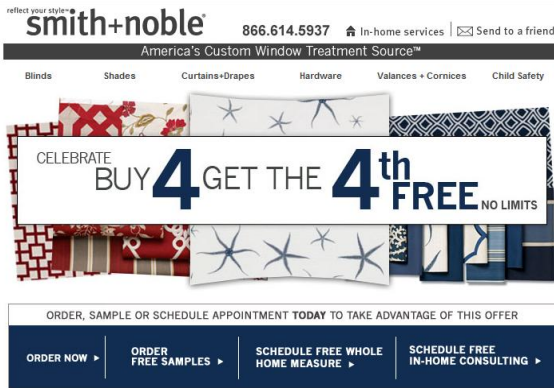 reflect your style
smith+noble®
866.614.5937 In-home services Send to a friend
America's Custom Window Treatment Source™
Blinds Shades Curtains+Drapes Hardware Valances + Cornices Child Safety
CELEBRATE
BUY 4 GET THE 4th FREE NO LIMITS
ORDER, SAMPLE OR SCHEDULE APPOINTMENT TODAY TO TAKE ADVANTAGE OF THIS OFFER
ORDER NOW ▸
ORDER
FREE SAMPLES ▸
SCHEDULE FREE WHOLE
HOME MEASURE ▸
SCHEDULE FREE
IN-HOME CONSULTING ▸